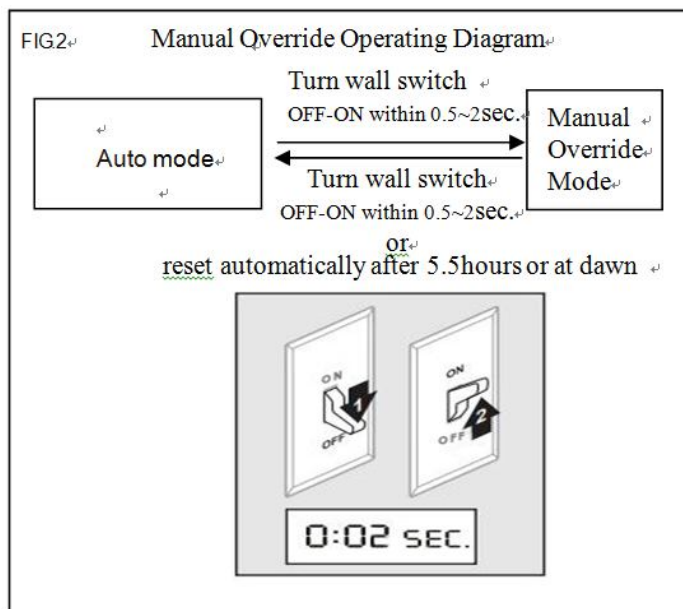 FIG.2 Manual Override Operating Diagram
Turn wall switch
OFF-ON within 0.5~2sec.
Auto mode
Manual
Override
Mode
Turn wall switch
OFF-ON within 0.5~2sec.
or
reset automatically after 5.5hours or at dawn
ON
1
OFF
ON
2
OFF
0:02 SEC.